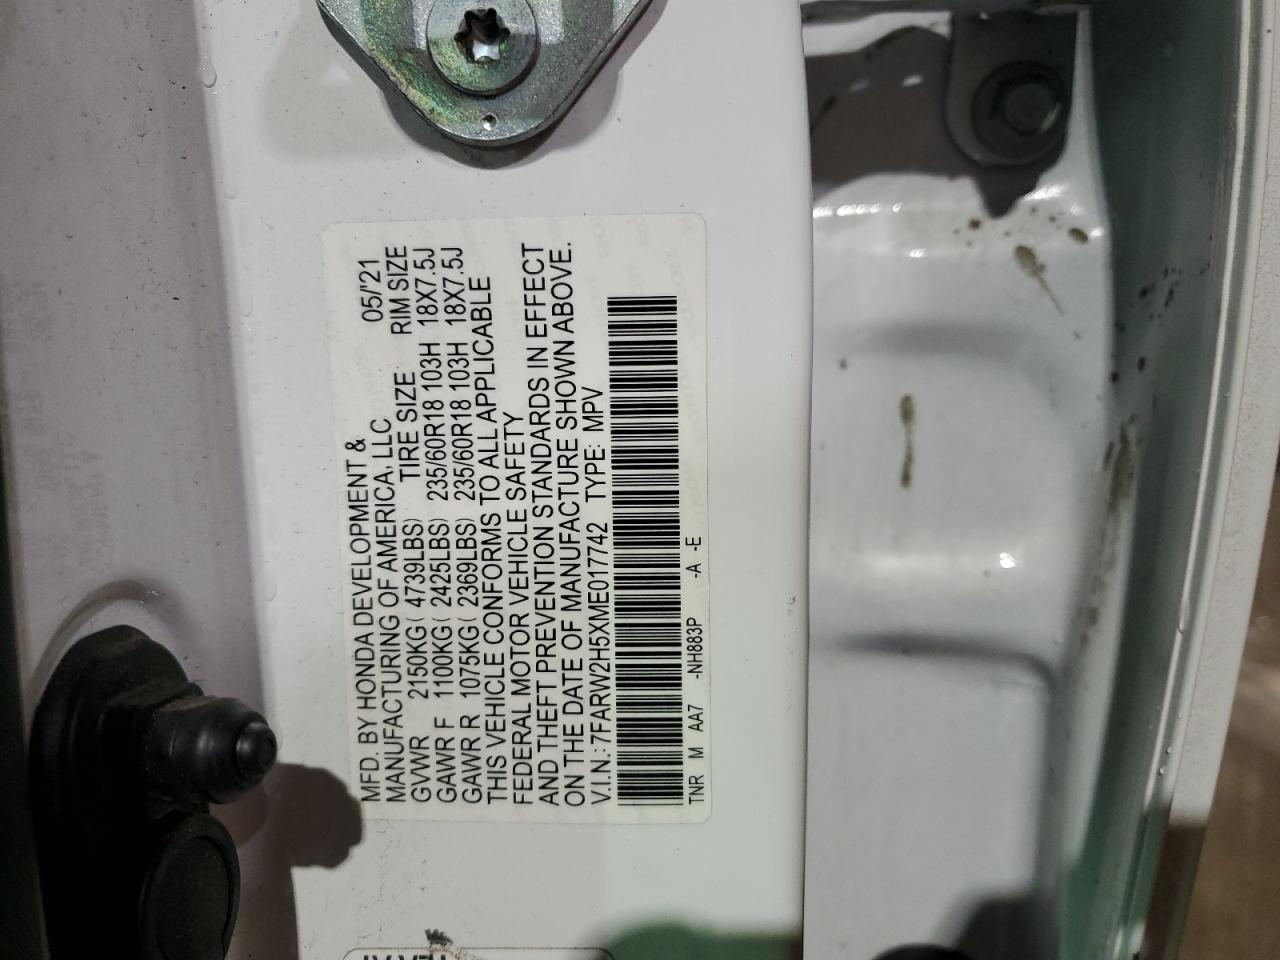 MFD. BY HONDA DEVELOPMENT &
MANUFACTURING OF AMERICA, LLC 05/'21
GVWR 2150KG( 4739LBS) TIRE SIZE RIM SIZE
GAWR F 1100KG( 2425LBS) 235/60R18 103H 18X7.5J
GAWR R 1075KG( 2369LBS) 235/60R18 103H 18X7.5J
THIS VEHICLE CONFORMS TO ALL APPLICABLE
FEDERAL MOTOR VEHICLE SAFETY
AND THEFT PREVENTION STANDARDS IN EFFECT
ON THE DATE OF MANUFACTURE SHOWN ABOVE.
V.I.N.: 7FARW2H5XME017742 TYPE: MPV
TNR M AA7 -NH883P -A -E